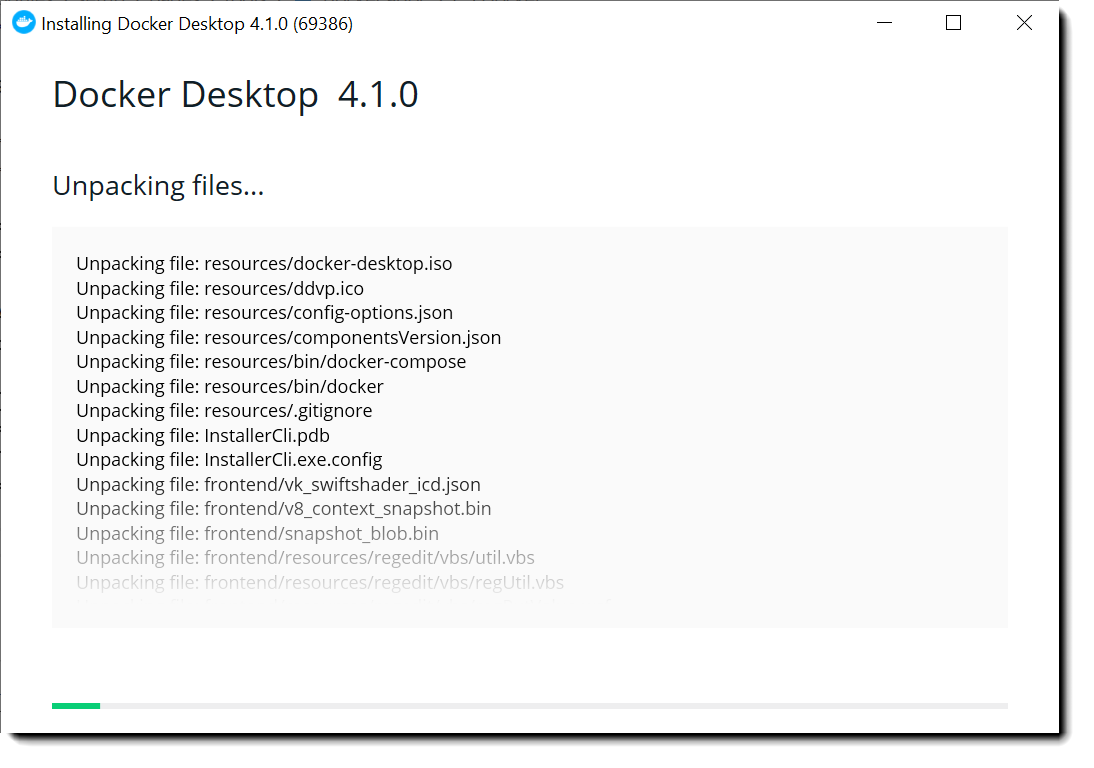 Installing Docker Desktop 4.1.0 (69386)
Docker Desktop 4.1.0
Unpacking files...
Unpacking file: resources/docker-desktop.iso
Unpacking file: resources/ddvp.ico
Unpacking file: resources/config-options.json
Unpacking file: resources/componentsVersion.json
Unpacking file: resources/bin/docker-compose
Unpacking file: resources/bin/docker
Unpacking file: resources/.gitignore
Unpacking file: InstallerCli.pdb
Unpacking file: InstallerCli.exe.config
Unpacking file: frontend/vk_swiftshader_icd.json
Unpacking file: frontend/v8_context_snapshot.bin
Unpacking file: frontend/snapshot_blob.bin
Unpacking file: frontend/resources/regedit/vbs/util.vbs
Unpacking file: frontend/resources/regedit/vbs/regUtil.vbs